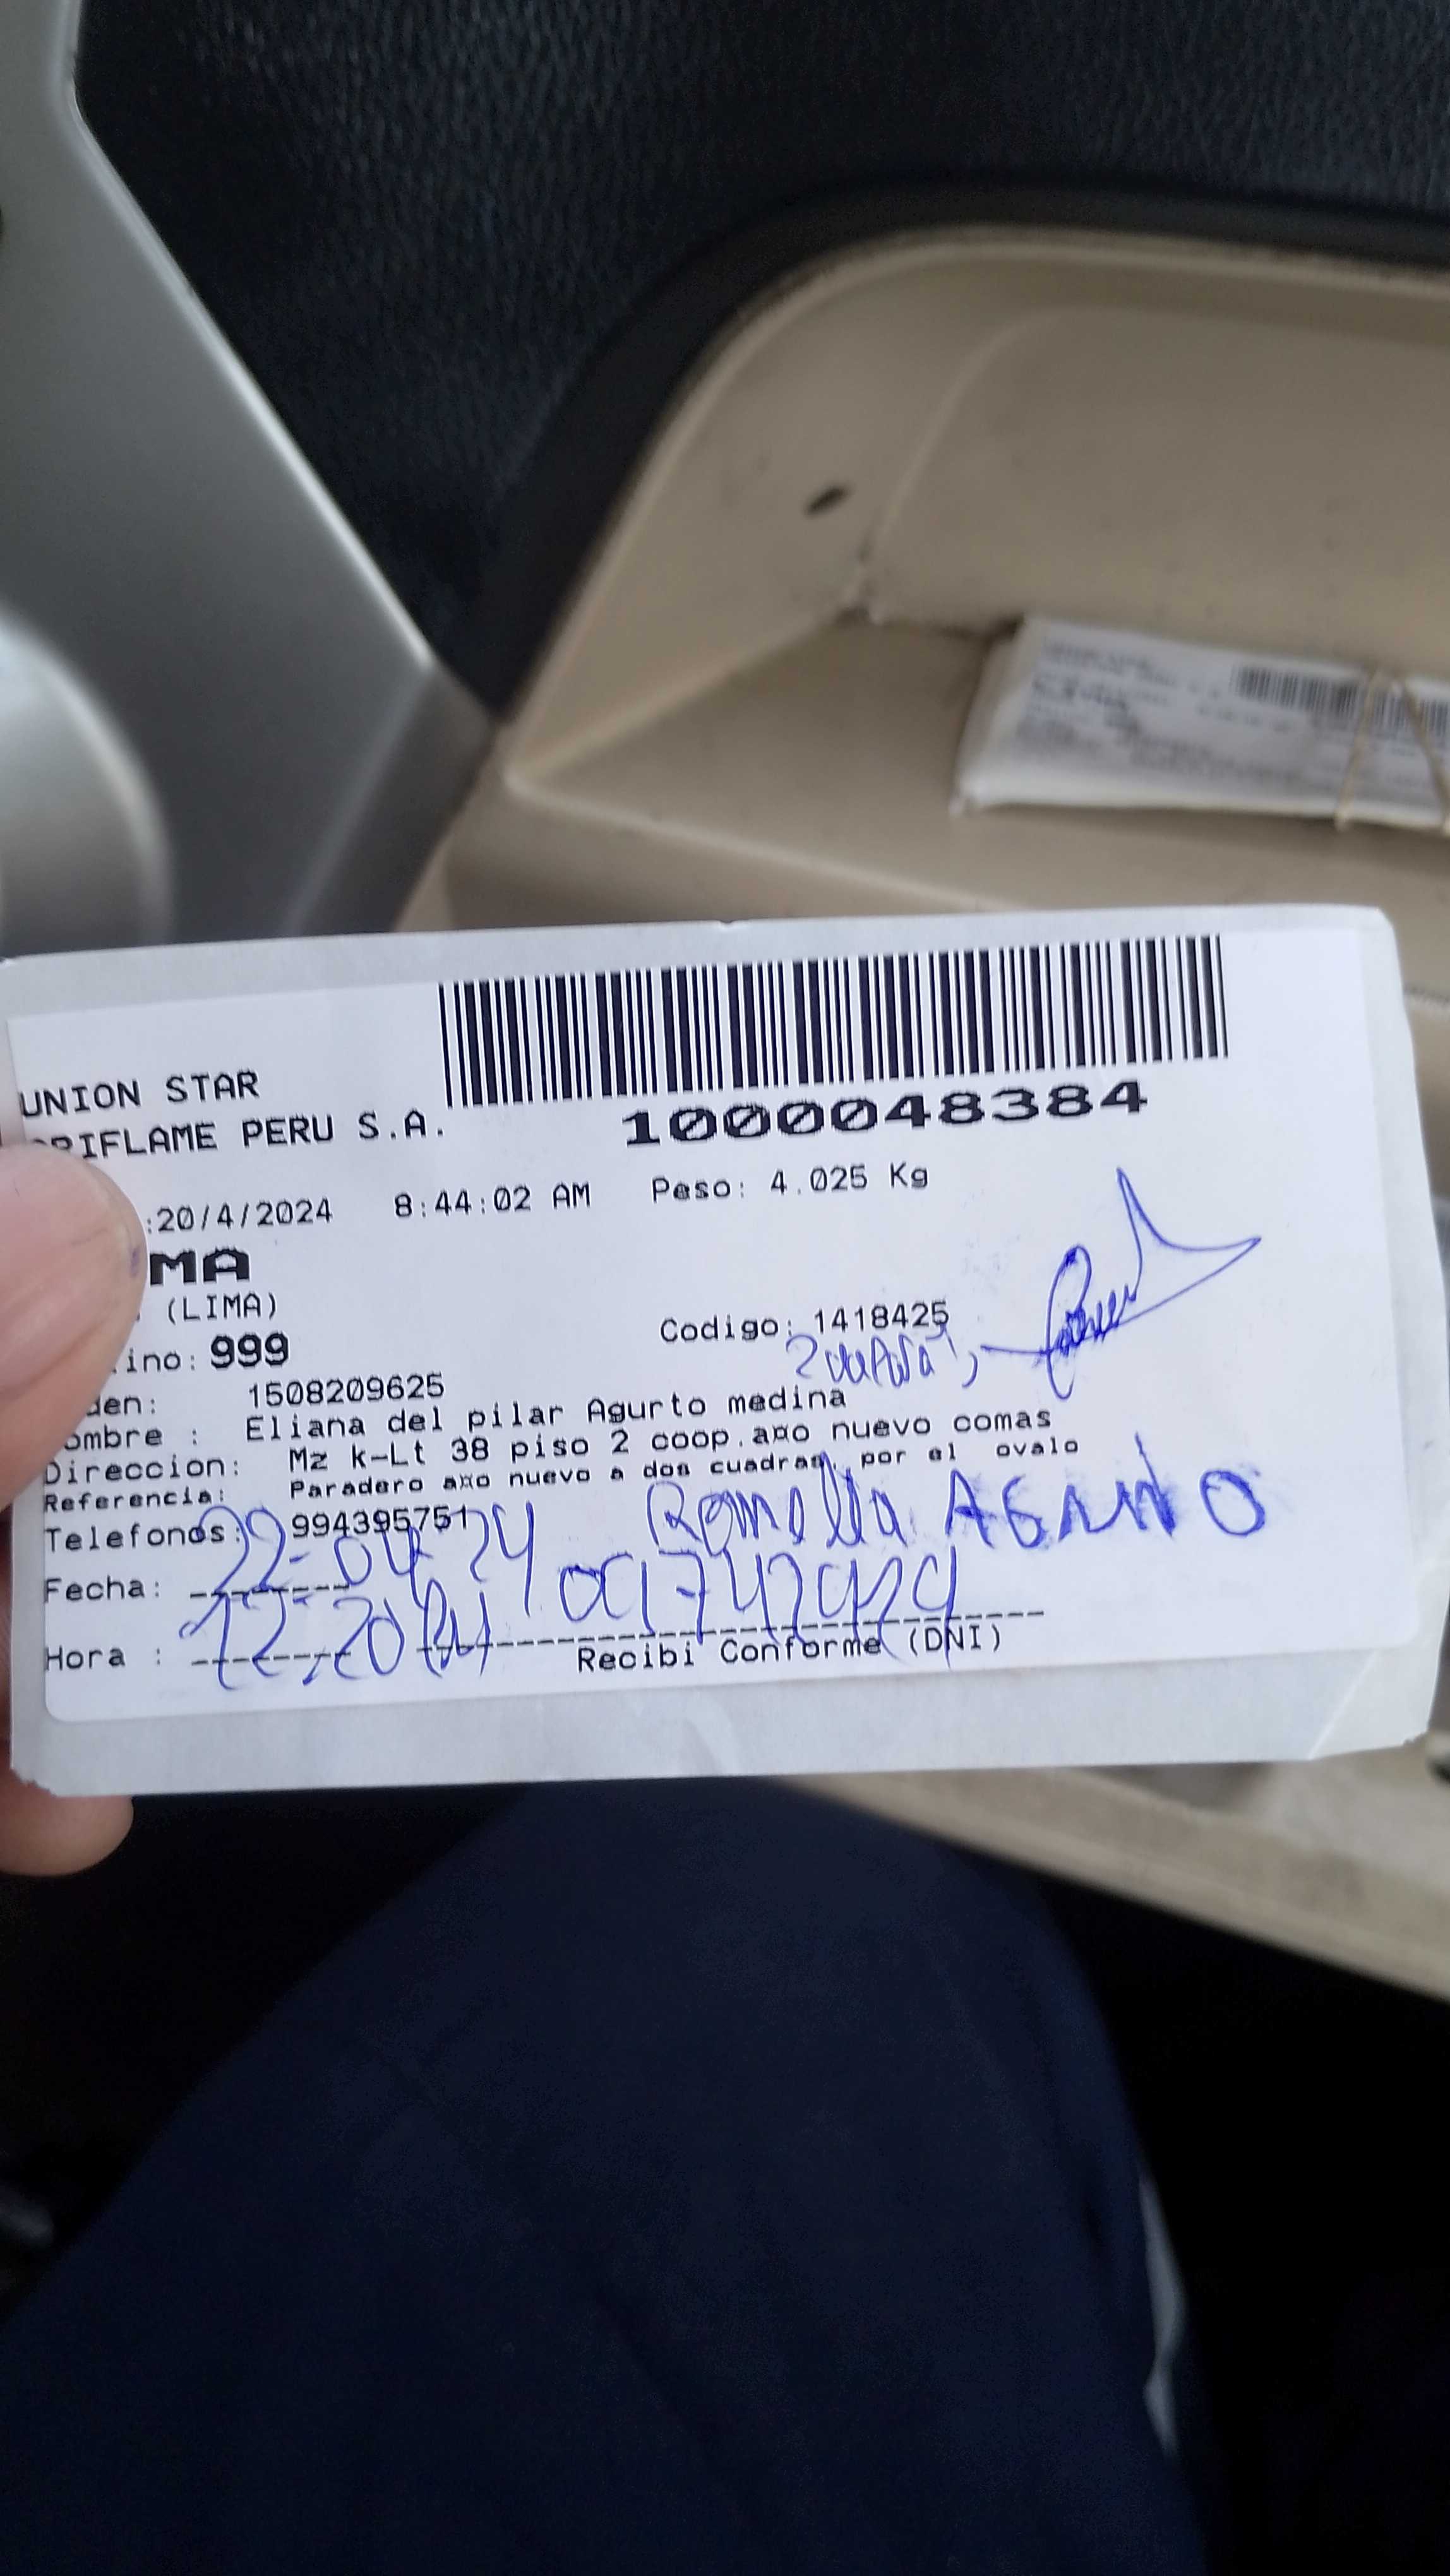 UNION STAR
RIFLAME PERU S.A.
1000048384
:20/4/2024 8:44:02 AM Peso: 4.025 Kg
MA
(LIMA)
Codigo: 1418425
ino: 999
den: 1508209625
ombre : Eliana del pilar Agurto medina
Direccion: Mz k-Lt 38 piso 2 coop.a¤o nuevo comas
Referencia: Paradero a¤o nuevo a dos cuadras, por el ovalo
Telefonos: 994395751
Romella AGURTO
Fecha: 22-04-24
Hora : 12:20
Recibi Conforme (DNI)